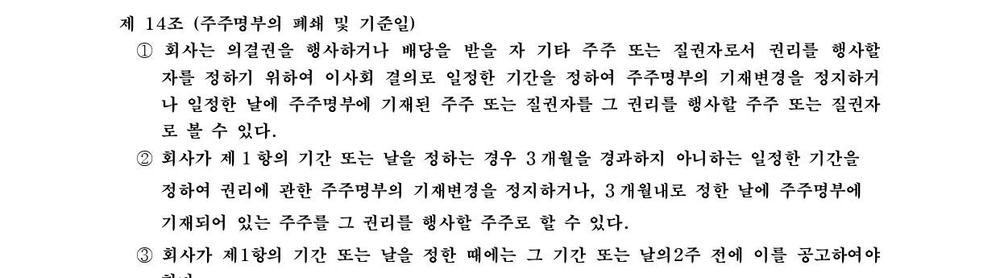 제 14조 (주주명부의 폐쇄 및 기준일)
① 회사는 의결권을 행사하거나 배당을 받을 자 기타 주주 또는 질권자로서 권리를 행사할
자를 정하기 위하여 이사회 결의로 일정한 기간을 정하여 주주명부의 기재변경을 정지하거
나 일정한 날에 주주명부에 기재된 주주 또는 질권자를 그 권리를 행사할 주주 또는 질권자
로 볼 수 있다.
② 회사가 제 1 항의 기간 또는 날을 정하는 경우 3 개월을 경과하지 아니하는 일정한 기간을
정하여 권리에 관한 주주명부의 기재변경을 정지하거나, 3 개월내로 정한 날에 주주명부에
기재되어 있는 주주를 그 권리를 행사할 주주로 할 수 있다.
③ 회사가 제1항의 기간 또는 날을 정한 때에는 그 기간 또는 날의2주 전에 이를 공고하여야